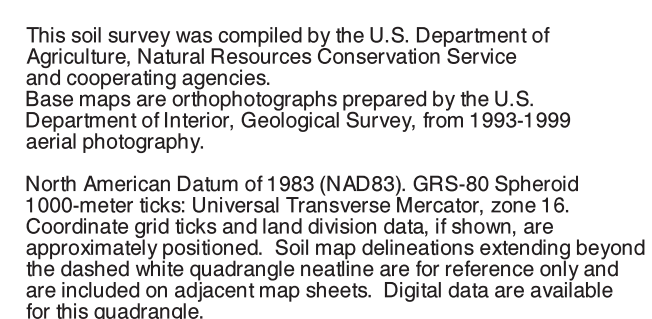 This soil survey was compiled by the U.S. Department of
Agriculture, Natural Resources Conservation Service
and cooperating agencies.
Base maps are orthophotographs prepared by the U.S.
Department of Interior, Geological Survey, from 1993-1999
aerial photography.
North American Datum of 1983 (NAD83). GRS-80 Spheroid
1000-meter ticks: Universal Transverse Mercator, zone 16.
Coordinate grid ticks and land division data, if shown, are
approximately positioned.  Soil map delineations extending beyond
the dashed white quadrangle neatline are for reference only and
are included on adjacent map sheets.  Digital data are available
for this quadrangle.